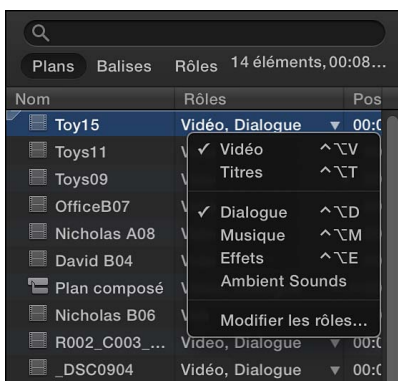 Plans Balises Rôles 14 éléments, 00:08...
Nom Rôles Pos
Toy15 Vidéo, Dialogue 00:0
Toys11 ✓ Vidéo ^⌥V
Toys09 Titres ^⌥T
OfficeB07 ✓ Dialogue ^⌥D
Nicholas A08 Musique ^⌥M
David B04 Effets ^⌥E
Plan composé Ambient Sounds
Nicholas B06 Modifier les rôles...
R002_C003_... Vidéo, Dialogue 00:0
_DSC0904 Vidéo, Dialogue 00:0